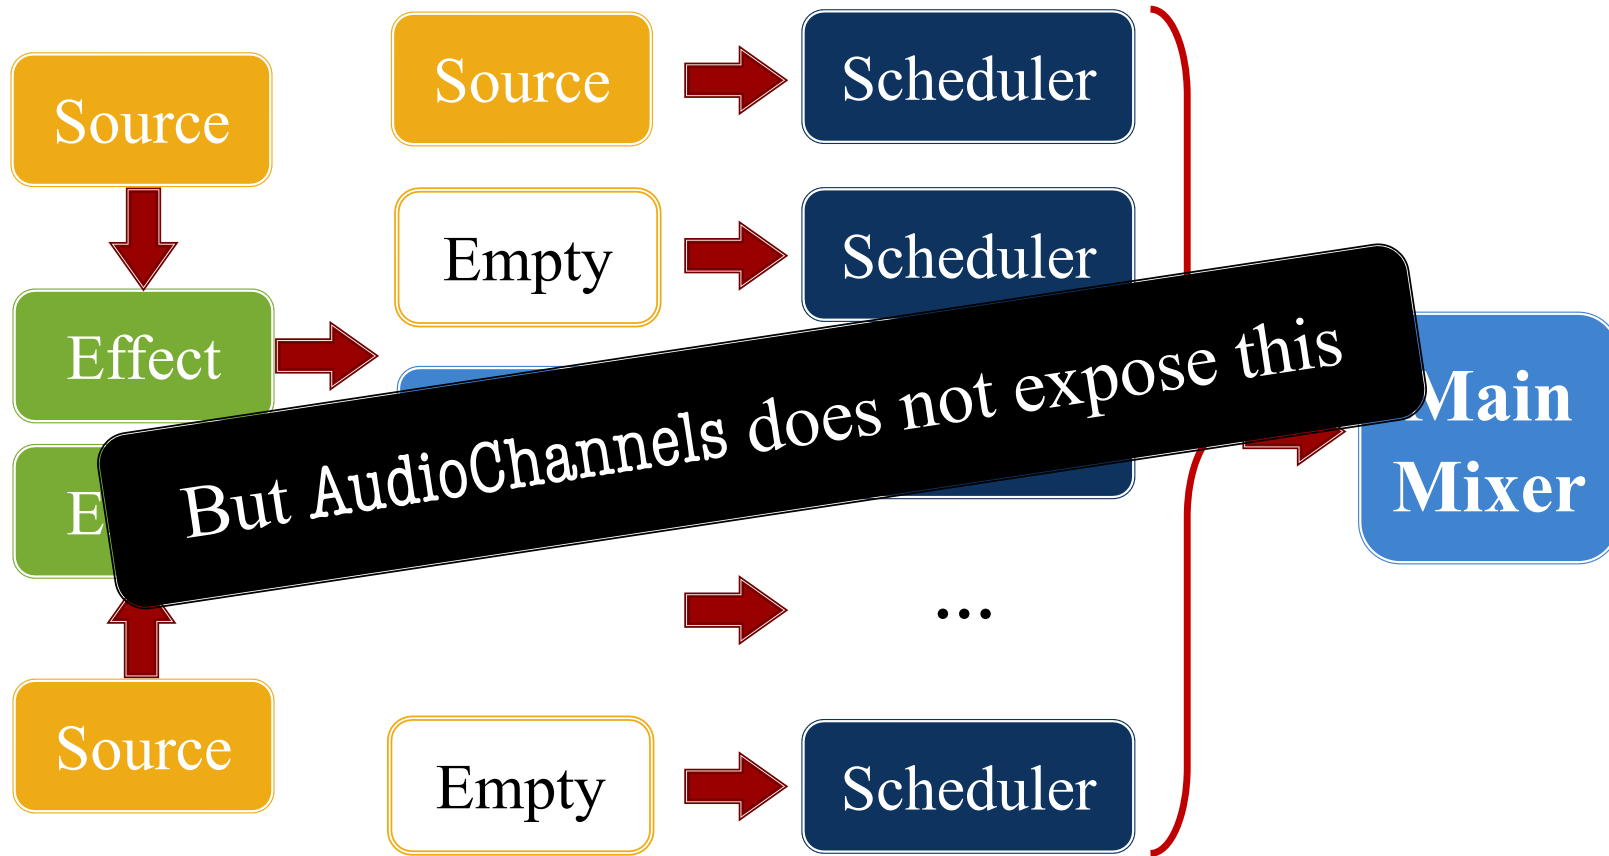 Source
Source
Scheduler
Empty
Scheduler
Effect
But AudioChannels does not expose this
Main
Mixer
...
Source
Empty
Scheduler